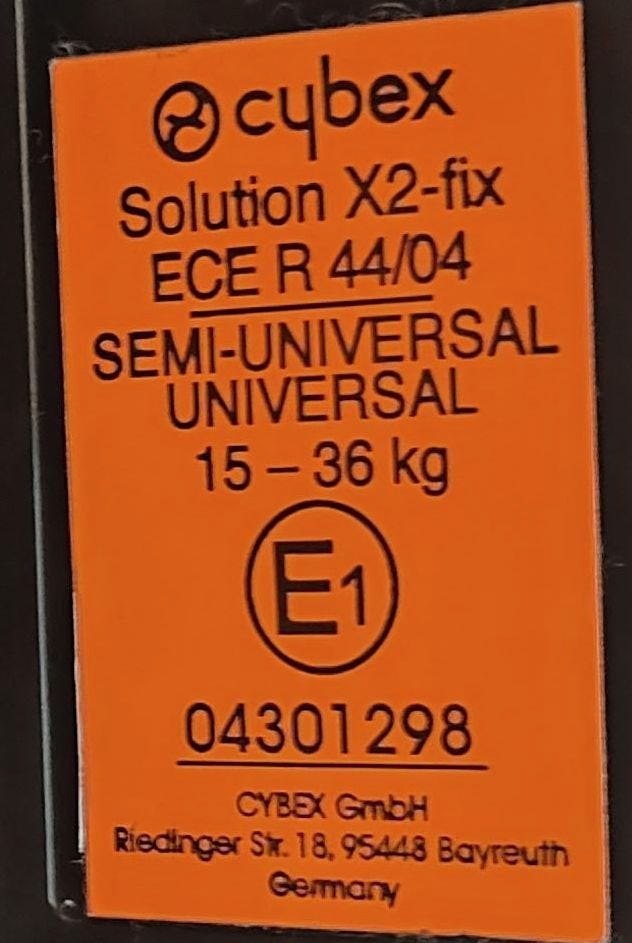 cybex
Solution X2-fix
ECE R 44/04
SEMI-UNIVERSAL
UNIVERSAL
15 – 36 kg
E1
04301298
CYBEX GmbH
Riedinger Str. 18, 95448 Bayreuth
Germany